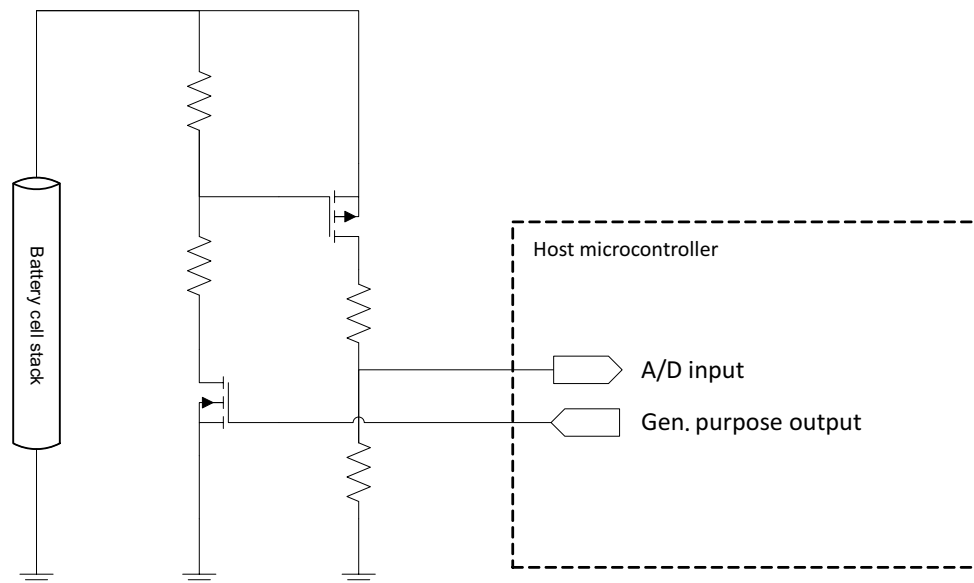 Battery cell stack
Host microcontroller
A/D input
Gen. purpose output